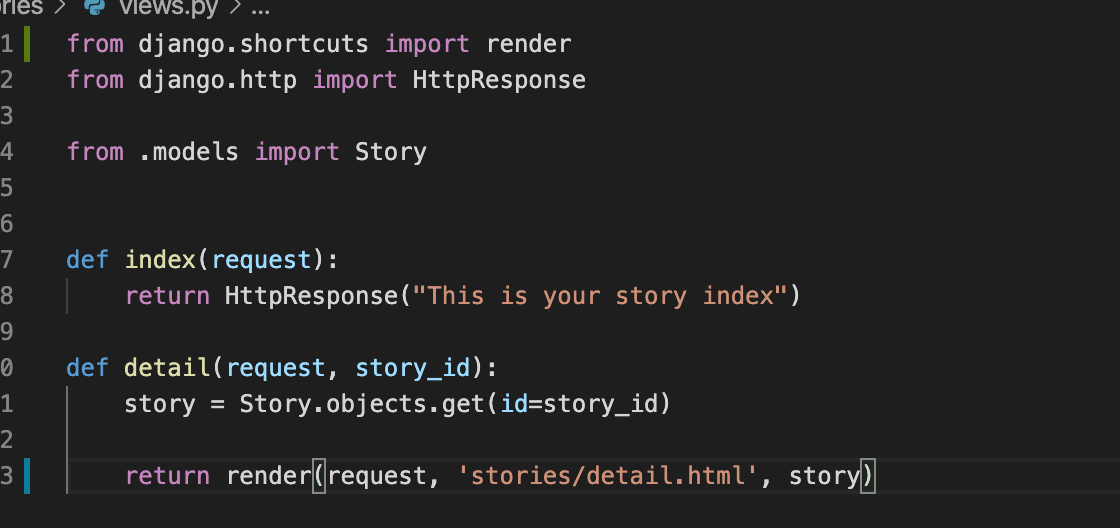 views.py > ...
1 from django.shortcuts import render
2 from django.http import HttpResponse
3
4 from .models import Story
5
6
7 def index(request):
8 return HttpResponse("This is your story index")
9
0 def detail(request, story_id):
1 story = Story.objects.get(id=story_id)
2
3 return render(request, 'stories/detail.html', story)